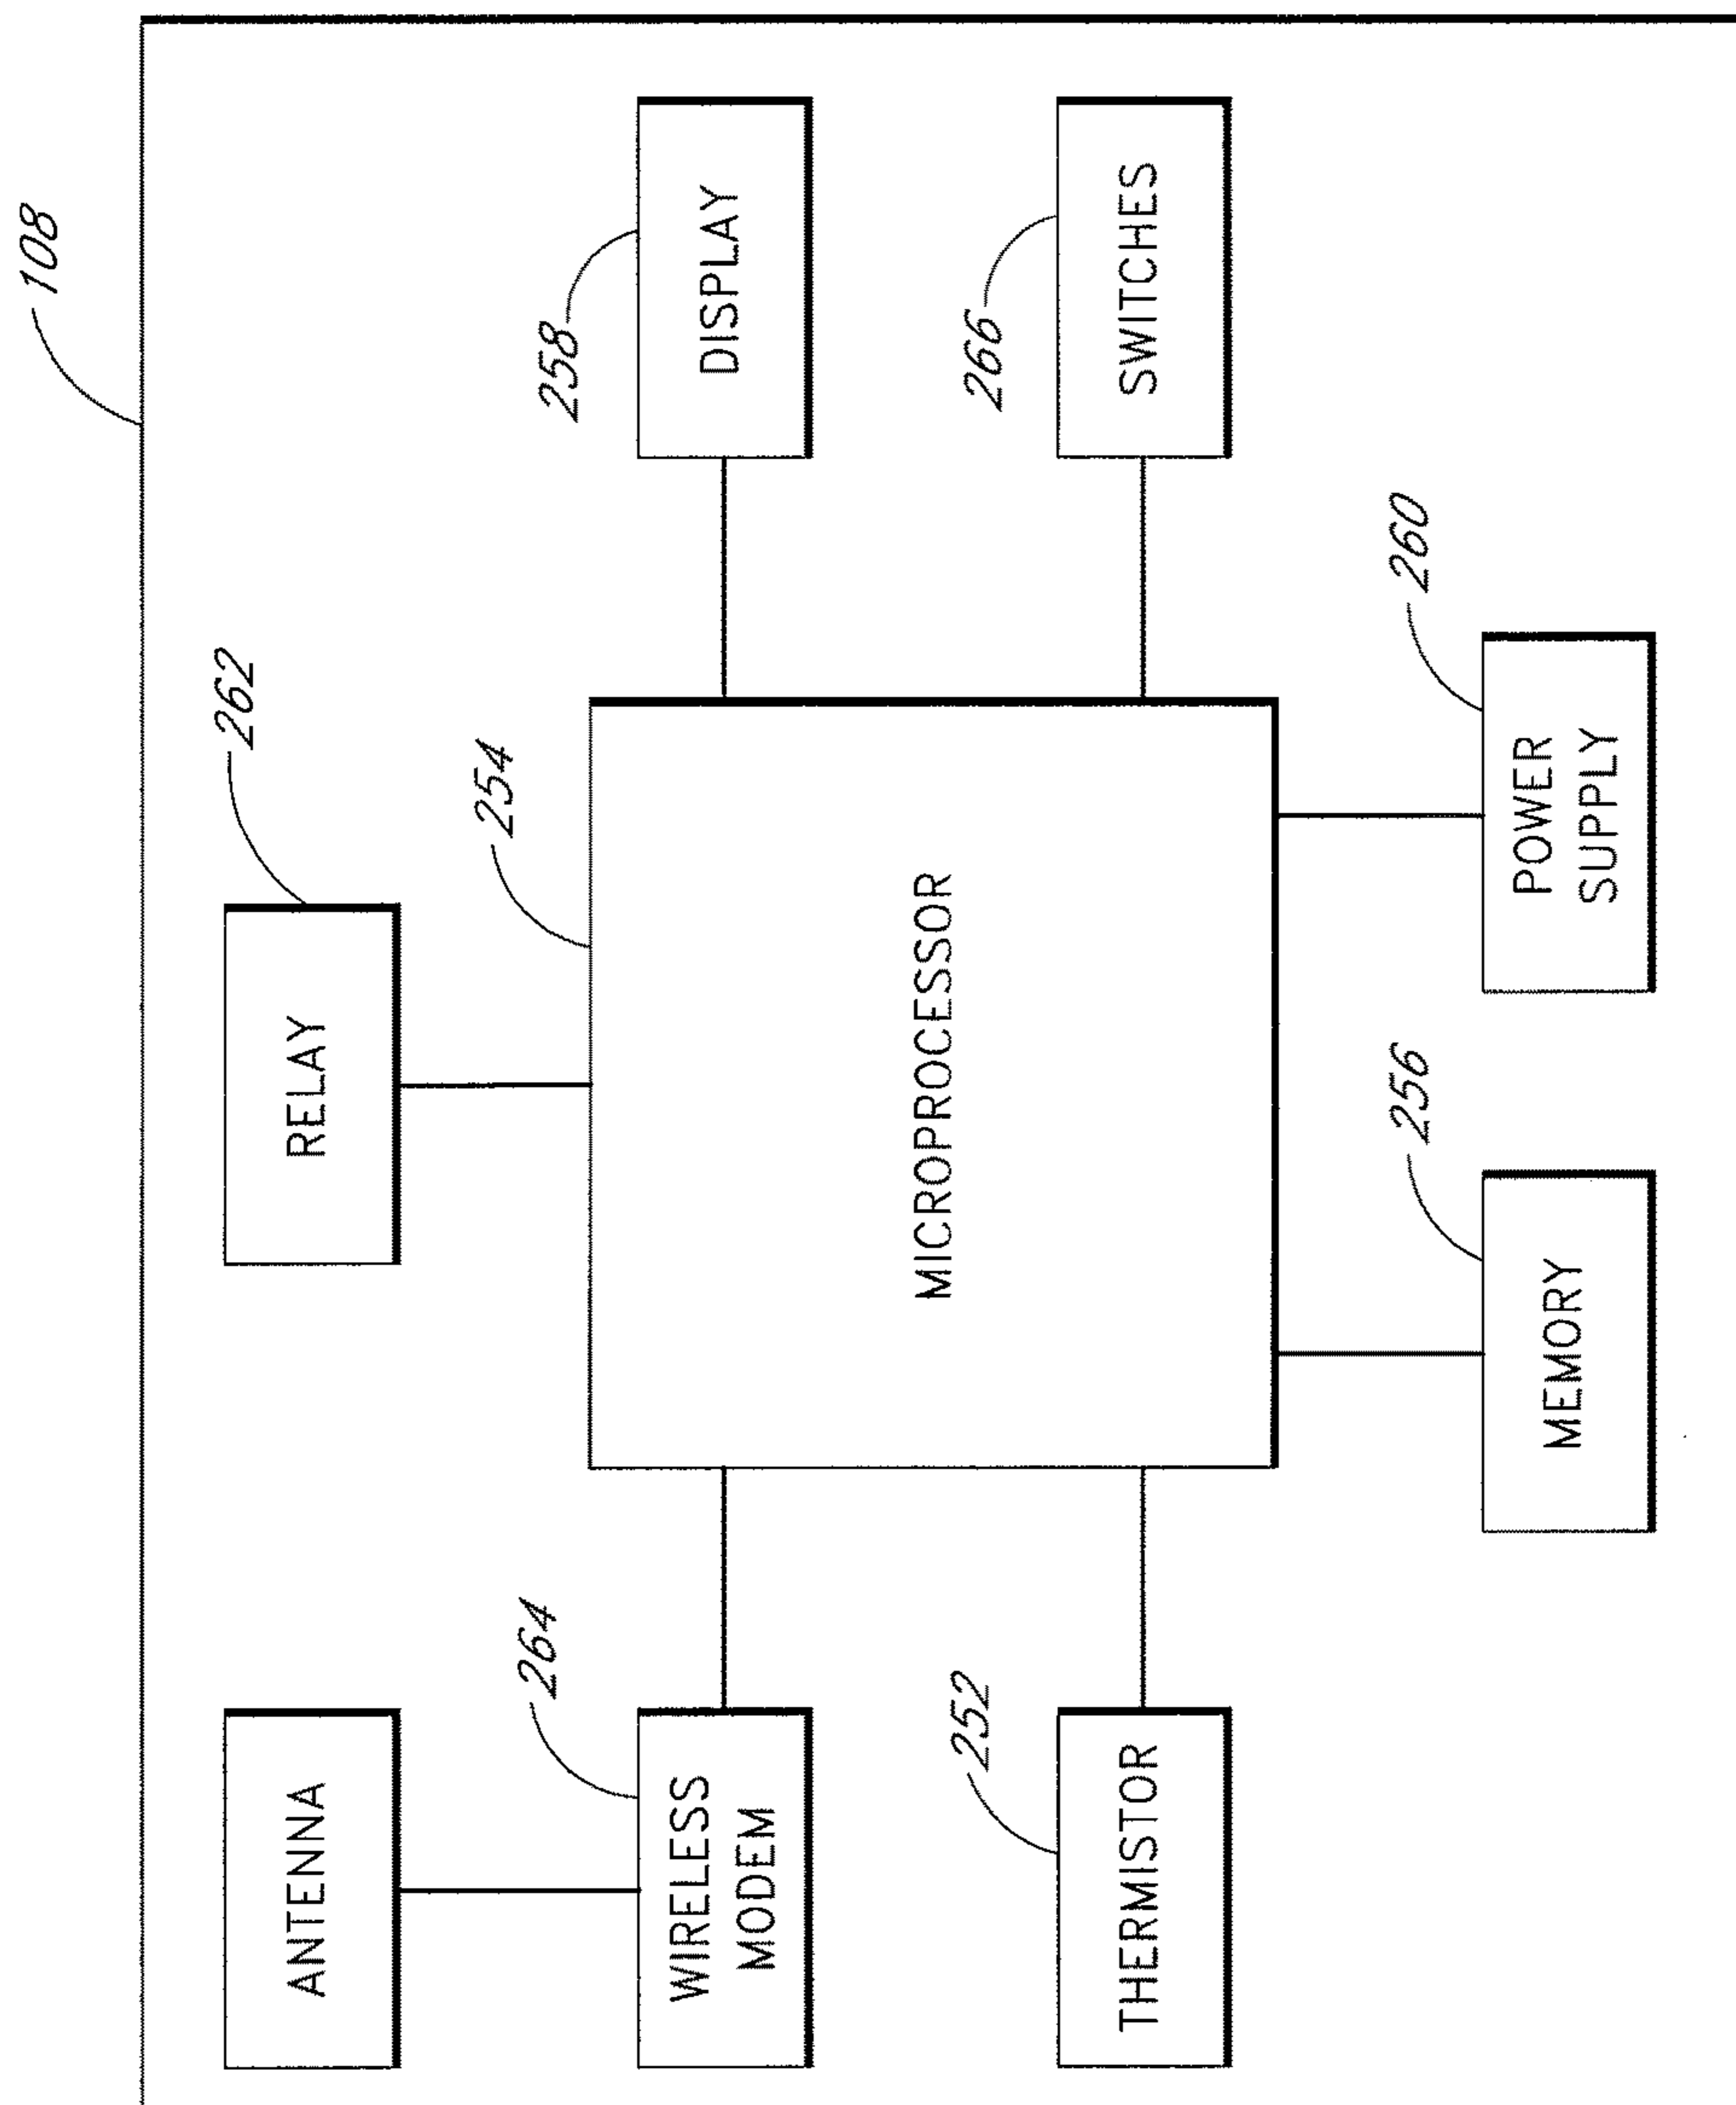 108
ANTENNA
RELAY
262
WIRELESS
MODEM
264
254
MICROPROCESSOR
DISPLAY
258
THERMISTOR
252
SWITCHES
266
MEMORY
256
POWER
SUPPLY
260